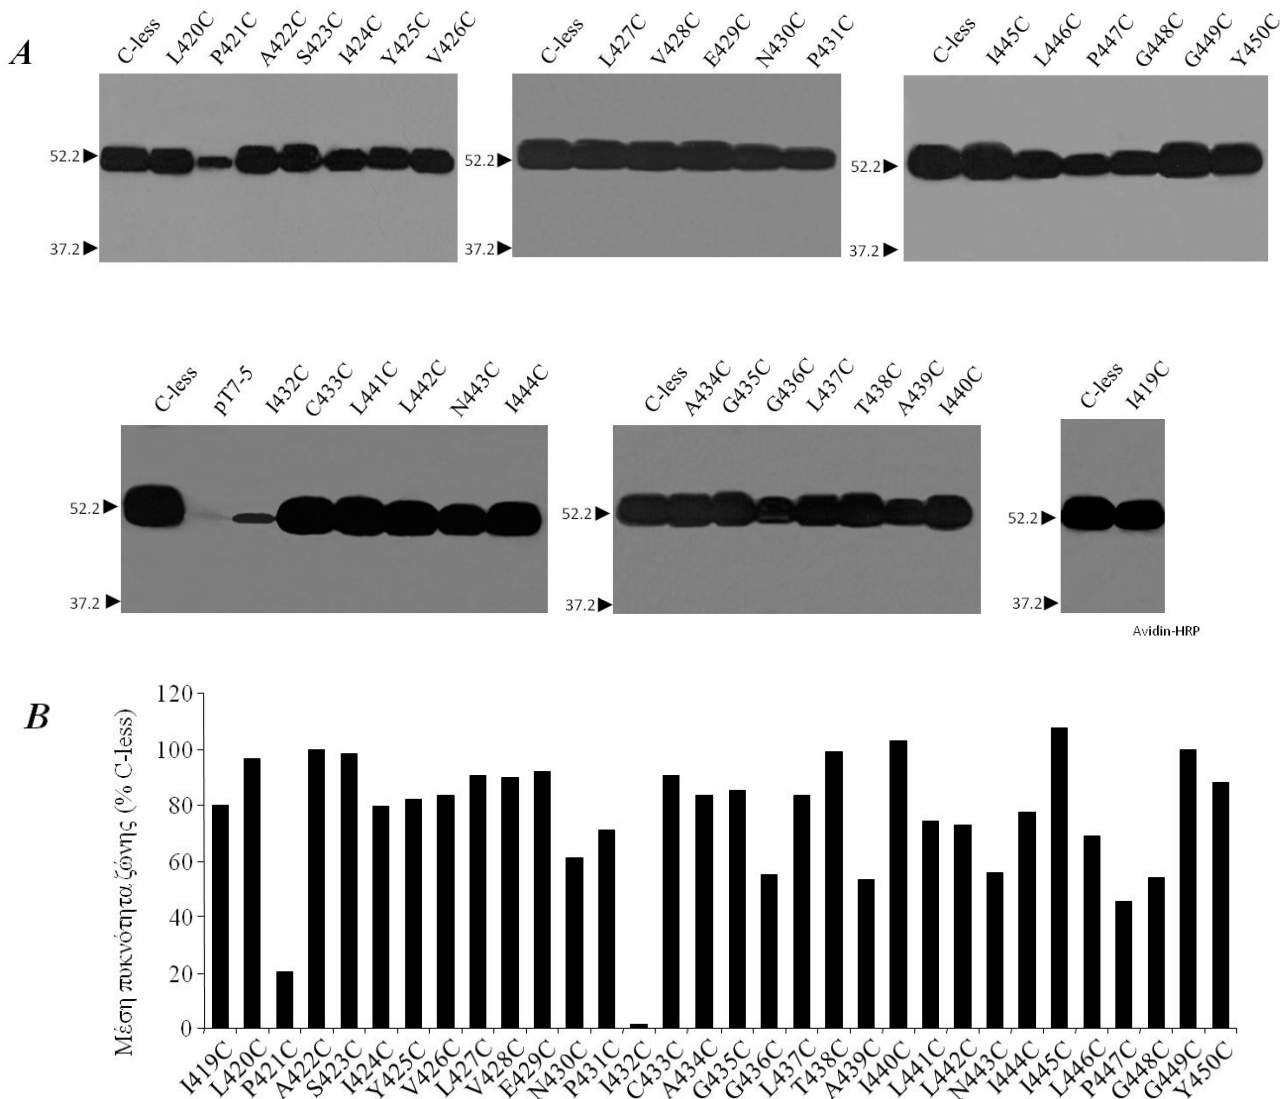 A
C-less L420C P421C A422C S423C I424C Y425C V426C
52.2
37.2
C-less L427C V428C E429C N430C P431C
52.2
37.2
C-less I445C L446C P447C G448C G449C Y450C
52.2
37.2
C-less pT7-5 I432C C433C L441C L442C N443C I444C
52.2
37.2
C-less A434C G435C G436C L437C T438C A439C I440C
52.2
37.2
C-less I419C
52.2
37.2
Avidin-HRP
B
Μέση πυκνότητα ζώνης (% C-less)
120
100
80
60
40
20
0
I419C L420C P421C A422C S423C I424C Y425C V426C L427C V428C E429C N430C P431C I432C C433C A434C G435C G436C L437C T438C A439C I440C L441C L442C N443C I444C I445C L446C P447C G448C G449C Y450C